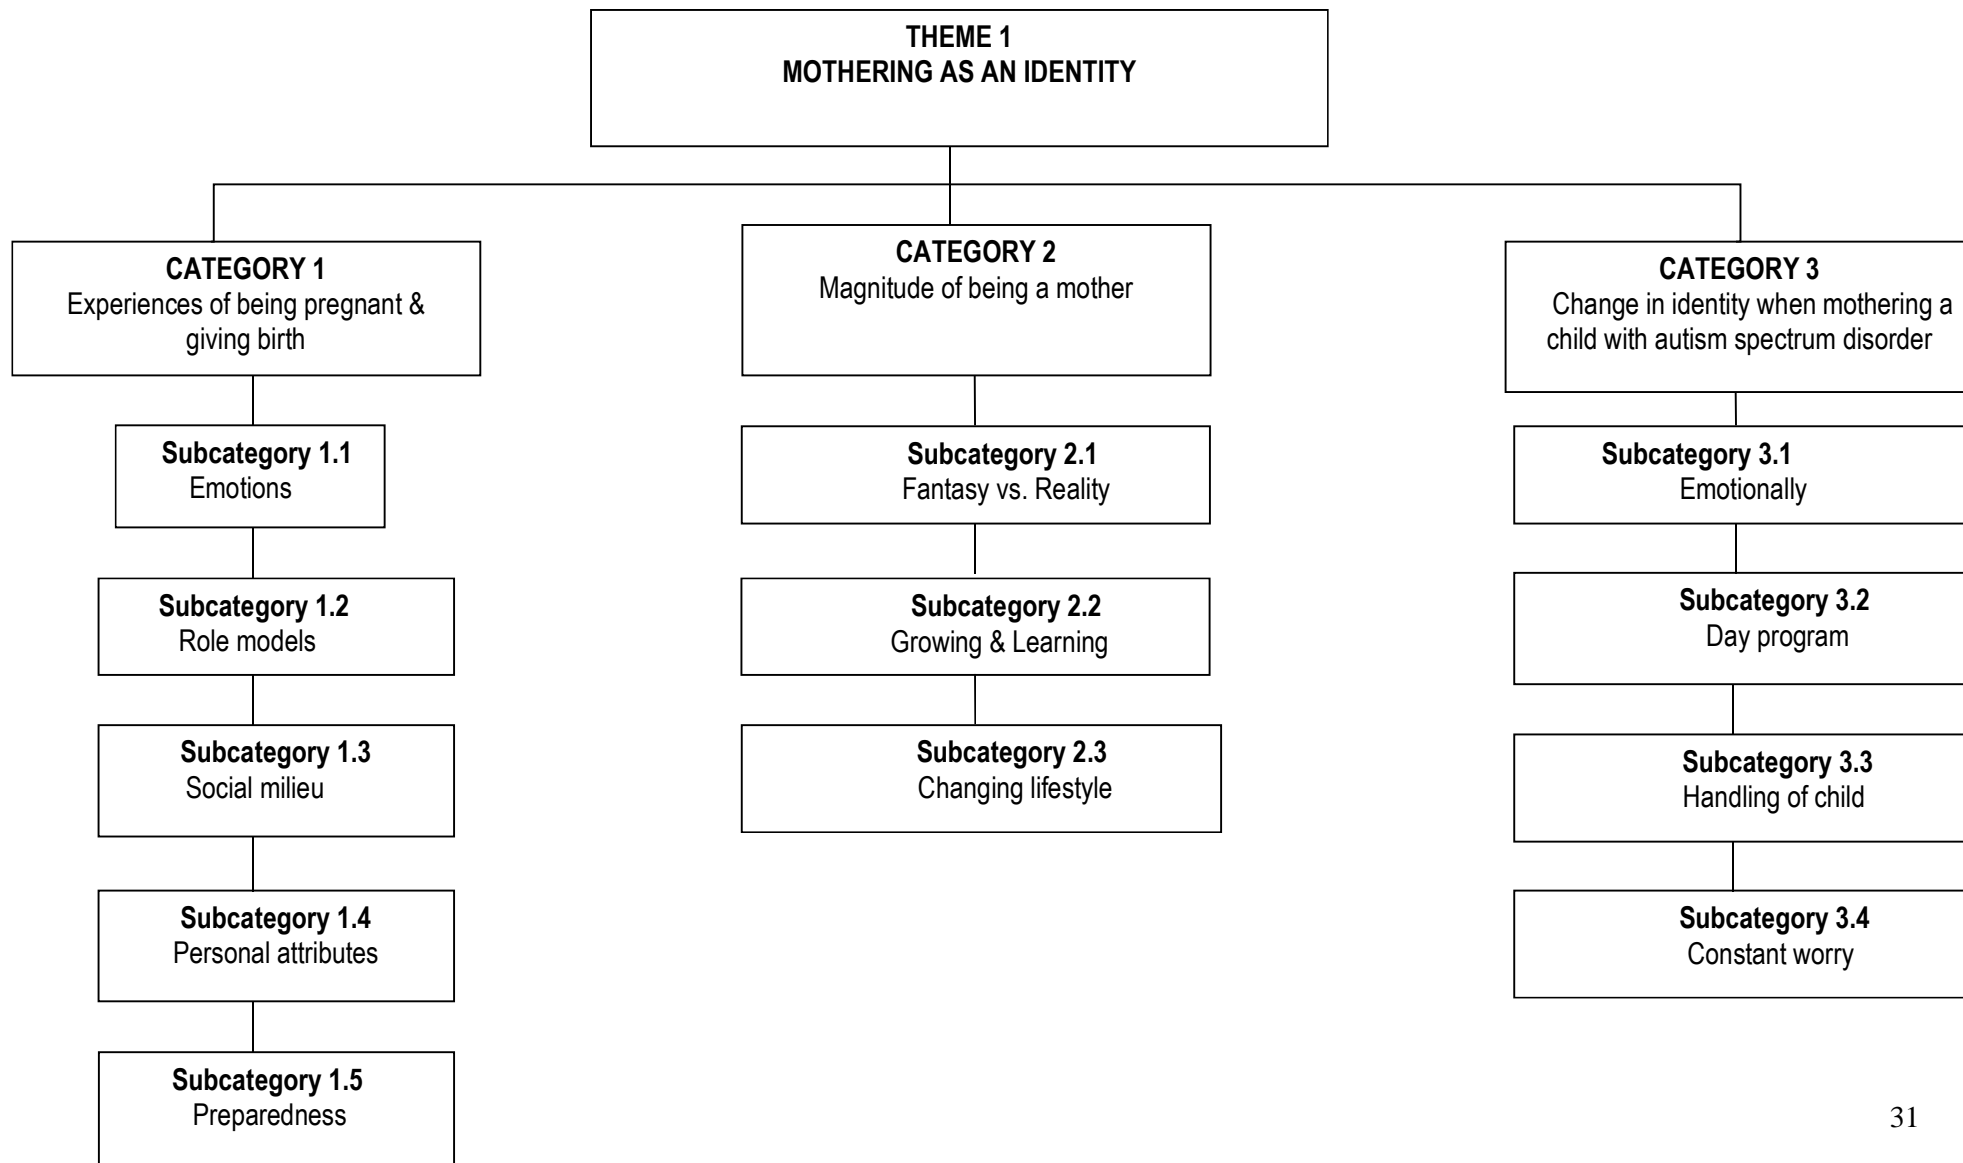 THEME 1
MOTHERING AS AN IDENTITY
CATEGORY 1
Experiences of being pregnant &
giving birth
Subcategory 1.1
Emotions
Subcategory 1.2
Role models
Subcategory 1.3
Social milieu
Subcategory 1.4
Personal attributes
Subcategory 1.5
Preparedness
CATEGORY 2
Magnitude of being a mother
Subcategory 2.1
Fantasy vs. Reality
Subcategory 2.2
Growing & Learning
Subcategory 2.3
Changing lifestyle
CATEGORY 3
Change in identity when mothering a
child with autism spectrum disorder
Subcategory 3.1
Emotionally
Subcategory 3.2
Day program
Subcategory 3.3
Handling of child
Subcategory 3.4
Constant worry
31